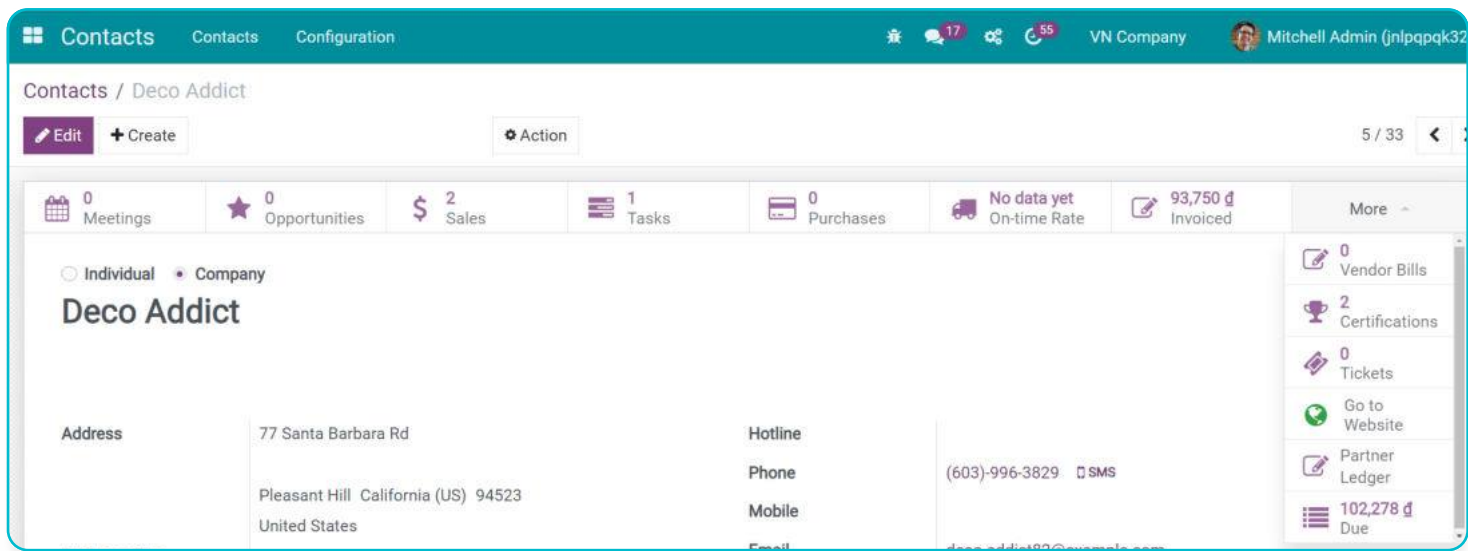 Contacts Contacts Configuration 17 55 VN Company Mitchell Admin (jnlpqpqk32
Contacts / Deco Addict
Edit Create Action 5 / 33
0 Meetings
0 Opportunities
2 Sales
1 Tasks
0 Purchases
No data yet On-time Rate
93,750 ₫ Invoiced
More
0 Vendor Bills
2 Certifications
0 Tickets
Go to Website
Partner Ledger
102,278 ₫ Due
Individual Company
Deco Addict
Address 77 Santa Barbara Rd
Pleasant Hill California (US) 94523
United States
Hotline
Phone (603)-996-3829 SMS
Mobile
Email